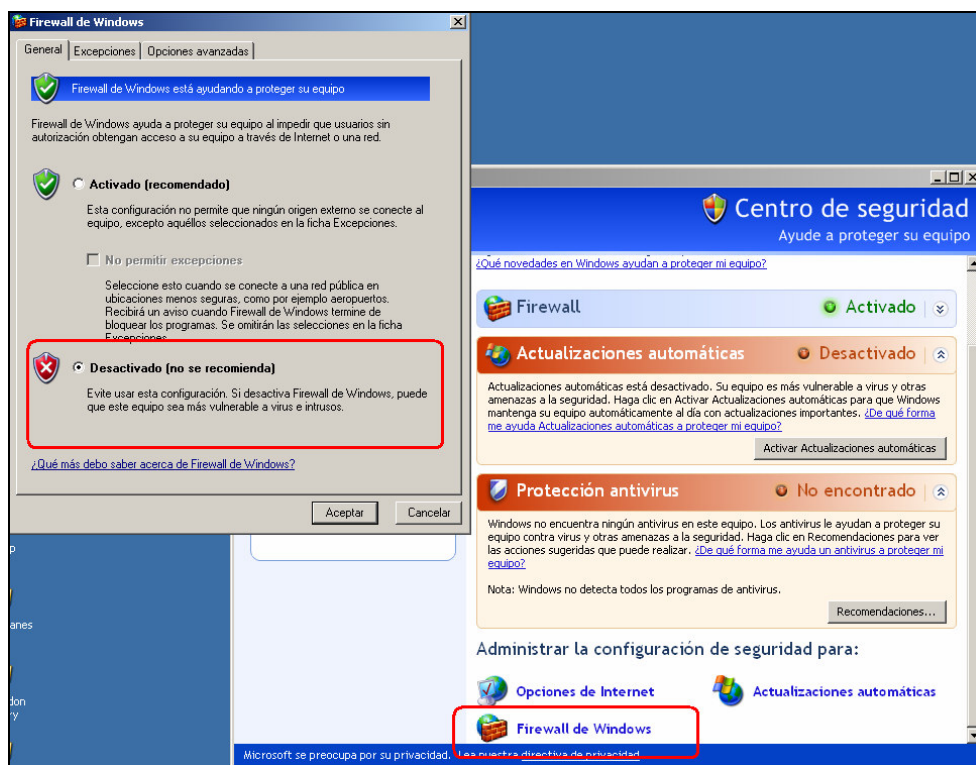 Firewall de Windows
General Excepciones Opciones avanzadas
Firewall de Windows está ayudando a proteger su equipo
Firewall de Windows ayuda a proteger su equipo al impedir que usuarios sin
autorización obtengan acceso a su equipo a través de Internet o una red.
Activado (recomendado)
Esta configuración no permite que ningún origen externo se conecte al
equipo, excepto aquéllos seleccionados en la ficha Excepciones.
No permitir excepciones
Seleccione esto cuando se conecte a una red pública en
ubicaciones menos seguras, como por ejemplo aeropuertos.
Recibirá un aviso cuando Firewall de Windows termine de
bloquear los programas. Se omitirán las selecciones en la ficha
Excepciones.
Desactivado (no se recomienda)
Evite usar esta configuración. Si desactiva Firewall de Windows, puede
que este equipo sea más vulnerable a virus e intrusos.
¿Qué más debo saber acerca de Firewall de Windows?
Aceptar Cancelar
p
anes
don
ry
Centro de seguridad
Ayude a proteger su equipo
¿Qué novedades en Windows ayudan a proteger mi equipo?
Firewall Activado
Actualizaciones automáticas Desactivado
Actualizaciones automáticas está desactivado. Su equipo es más vulnerable a virus y otras
amenazas a la seguridad. Haga clic en Activar Actualizaciones automáticas para que Windows
mantenga su equipo automáticamente al día con actualizaciones importantes. ¿De qué forma
me ayuda Actualizaciones automáticas a proteger mi equipo?
Activar Actualizaciones automáticas
Protección antivirus No encontrado
Windows no encuentra ningún antivirus en este equipo. Los antivirus le ayudan a proteger su
equipo contra virus y otras amenazas a la seguridad. Haga clic en Recomendaciones para ver
las acciones sugeridas que puede realizar. ¿De qué forma me ayuda un antivirus a proteger mi
equipo?
Nota: Windows no detecta todos los programas de antivirus.
Recomendaciones...
Administrar la configuración de seguridad para:
Opciones de Internet Actualizaciones automáticas
Firewall de Windows
Microsoft se preocupa por su privacidad. Lea nuestra directiva de privacidad